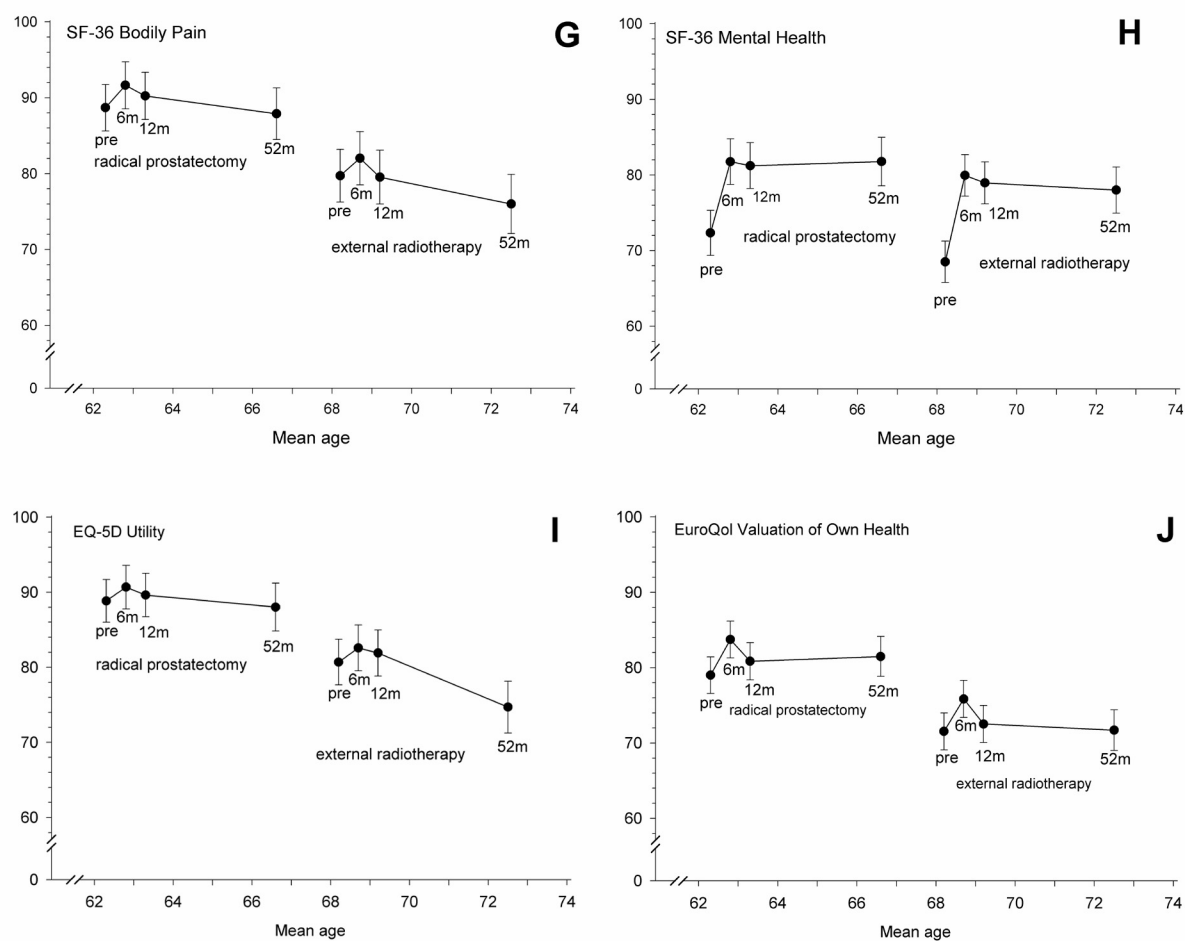 SF-36 Bodily Pain
G
100
90
80
70
60
0
pre
6m
12m
52m
radical prostatectomy
pre
6m
12m
52m
external radiotherapy
62 64 66 68 70 72 74
Mean age
SF-36 Mental Health
H
100
90
80
70
60
0
pre
6m
12m
52m
radical prostatectomy
pre
6m
12m
52m
external radiotherapy
62 64 66 68 70 72 74
Mean age
EQ-5D Utility
I
100
90
80
70
60
0
pre
6m
12m
52m
radical prostatectomy
pre
6m
12m
52m
external radiotherapy
62 64 66 68 70 72 74
Mean age
EuroQol Valuation of Own Health
J
100
90
80
70
60
0
pre
6m
12m
52m
radical prostatectomy
pre
6m
12m
52m
external radiotherapy
62 64 66 68 70 72 74
Mean age